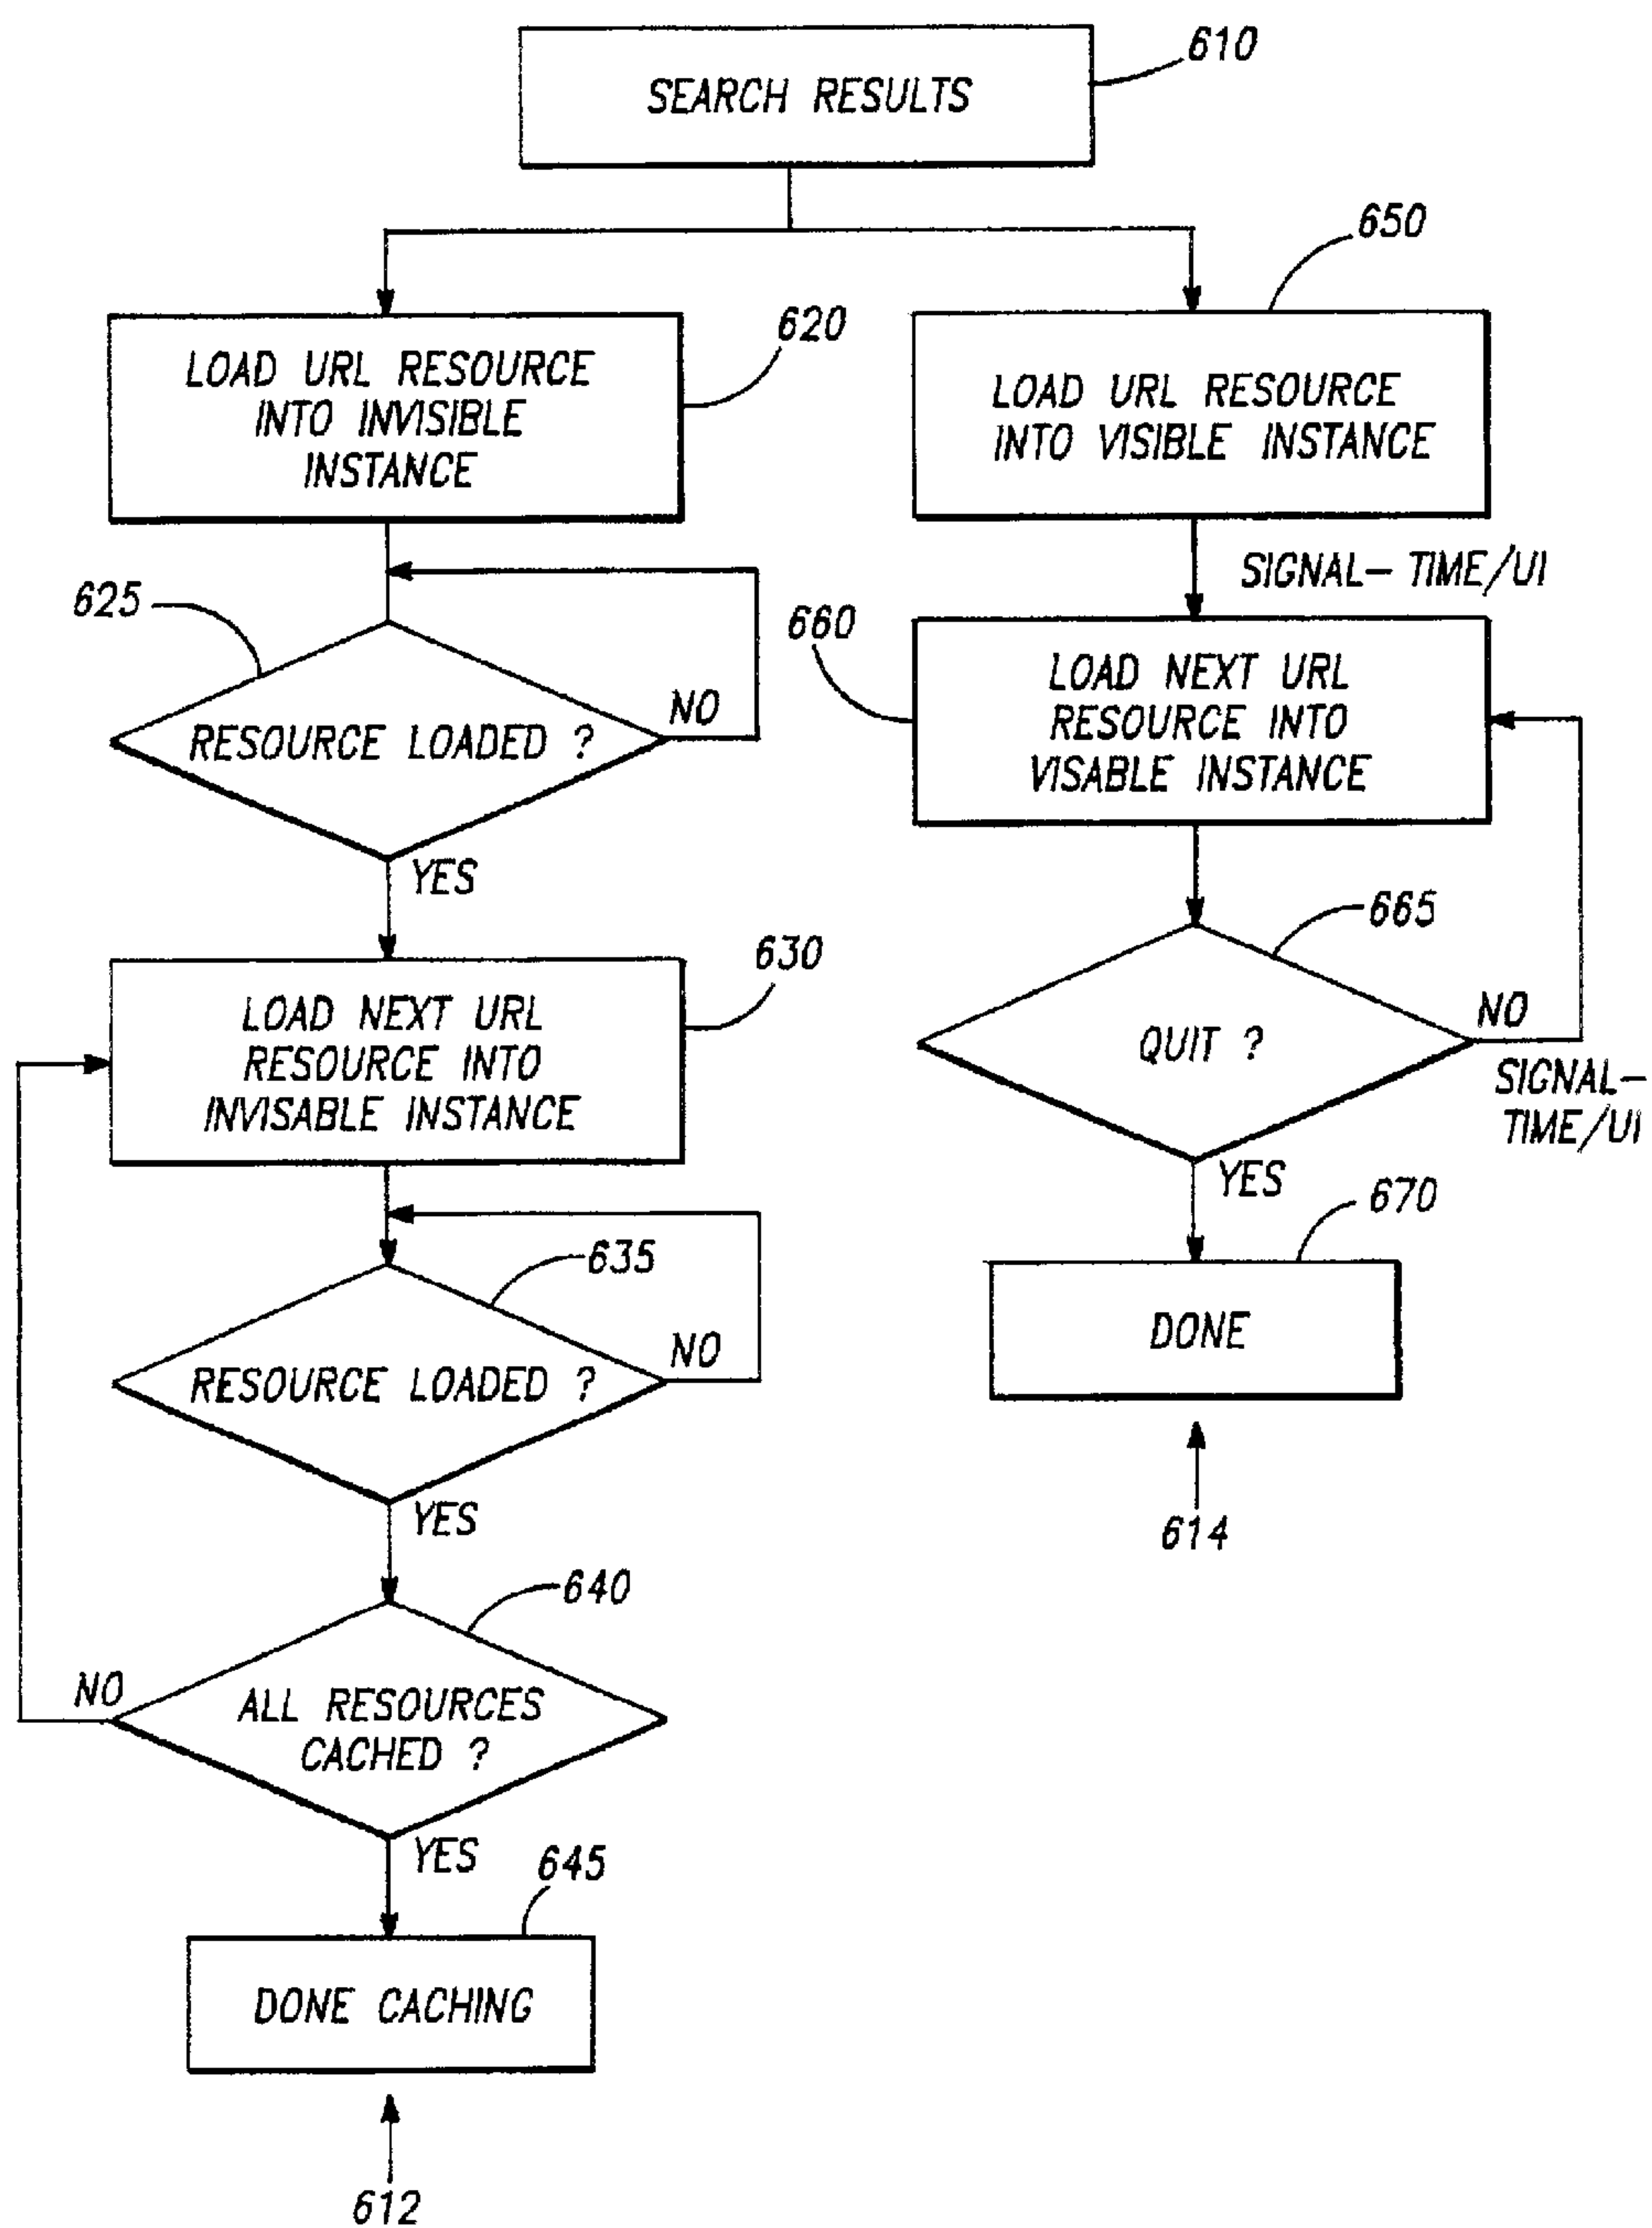 610
SEARCH RESULTS
650
620
LOAD URL RESOURCE
INTO INVISIBLE
INSTANCE
LOAD URL RESOURCE
INTO VISIBLE INSTANCE
SIGNAL- TIME/UI
625
RESOURCE LOADED ?
NO
YES
660
LOAD NEXT URL
RESOURCE INTO
VISABLE INSTANCE
665
QUIT ?
NO
SIGNAL-
TIME/UI
YES
670
DONE
614
630
LOAD NEXT URL
RESOURCE INTO
INVISABLE INSTANCE
635
RESOURCE LOADED ?
NO
YES
640
ALL RESOURCES
CACHED ?
NO
YES
645
DONE CACHING
612